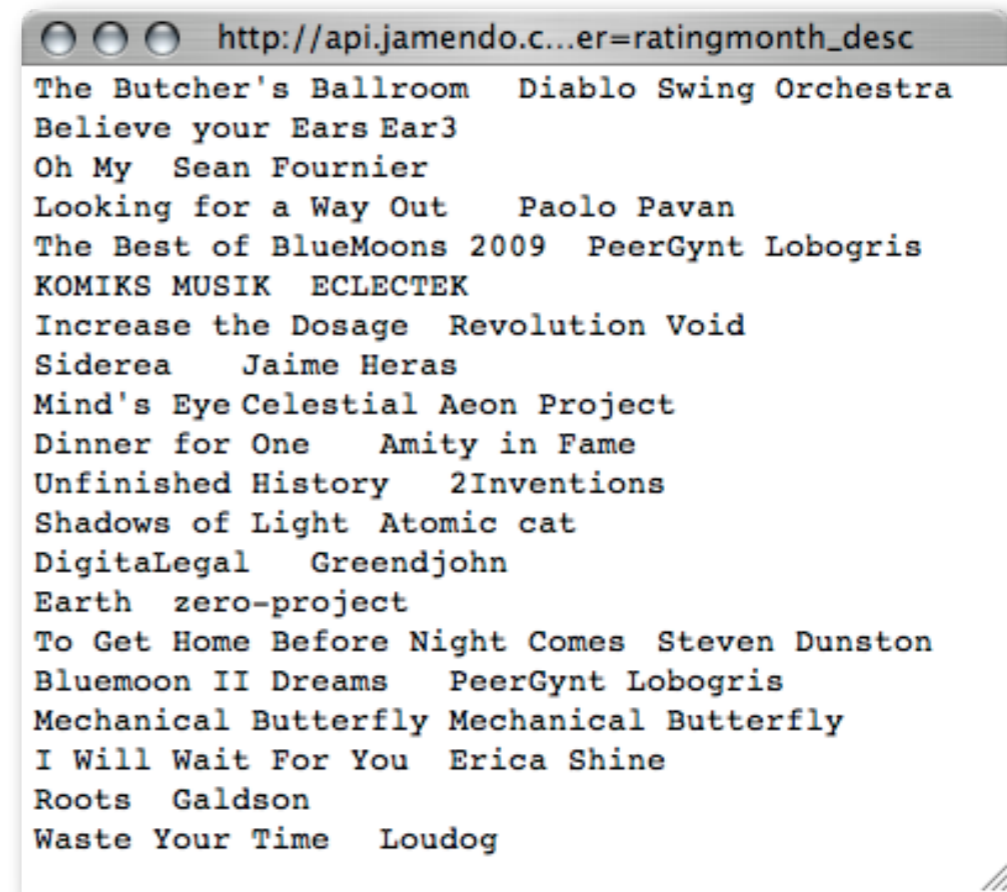 http://api.jamendo.c...er=ratingmonth_desc
The Butcher's Ballroom Diablo Swing Orchestra
Believe your Ears Ear3
Oh My Sean Fournier
Looking for a Way Out Paolo Pavan
The Best of BlueMoons 2009 PeerGynt Lobogris
KOMIKS MUSIK ECLECTEK
Increase the Dosage Revolution Void
Siderea Jaime Heras
Mind's Eye Celestial Aeon Project
Dinner for One Amity in Fame
Unfinished History 2Inventions
Shadows of Light Atomic cat
DigitaLegal Greendjohn
Earth zero-project
To Get Home Before Night Comes Steven Dunston
Bluemoon II Dreams PeerGynt Lobogris
Mechanical Butterfly Mechanical Butterfly
I Will Wait For You Erica Shine
Roots Galdson
Waste Your Time Loudog